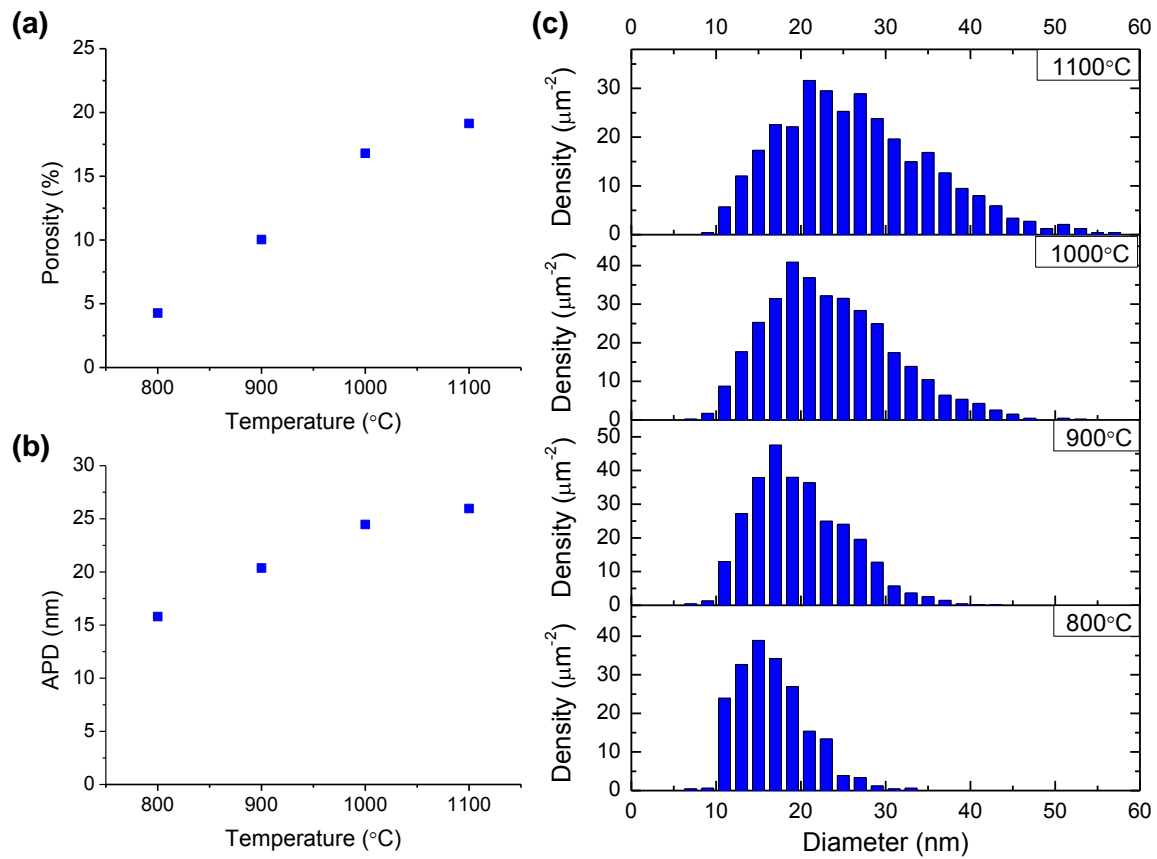 (a)
25
20
15
10
5
0
Porosity (%)
800 900 1000 1100
Temperature (°C)
(b)
30
25
20
15
10
5
0
APD (nm)
800 900 1000 1100
Temperature (°C)
(c)
0 10 20 30 40 50 60
1100°C
30
20
10
0
Density (μm⁻²)
1000°C
40
30
20
10
0
Density (μm⁻²)
900°C
50
40
30
20
10
0
Density (μm⁻²)
800°C
40
30
20
10
0
Density (μm⁻²)
0 10 20 30 40 50 60
Diameter (nm)